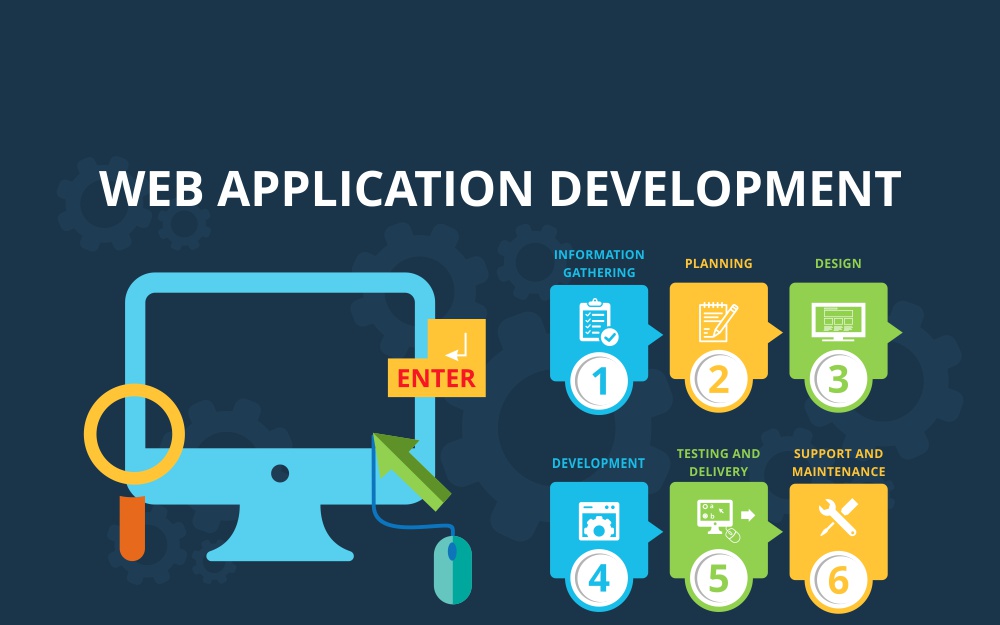 WEB APPLICATION DEVELOPMENT
ENTER
INFORMATION
GATHERING
1
PLANNING
2
DESIGN
3
DEVELOPMENT
4
TESTING AND
DELIVERY
a
b
5
SUPPORT AND
MAINTENANCE
6